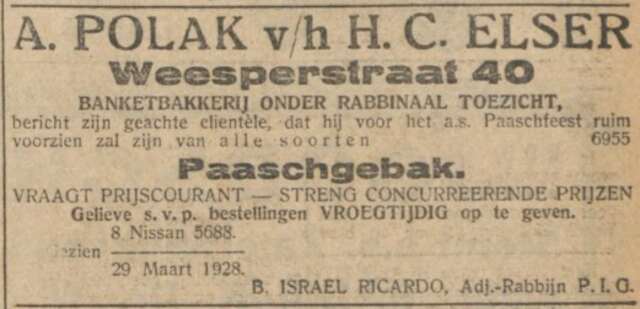 A. POLAK v/h H. C. ELSER
Weesperstraat 40
BANKETBAKKERIJ ONDER RABBINAAL TOEZICHT,
bericht zijn geachte clientèle, dat hij voor het a.s. Paaschfeest ruim
voorzien zal zijn van alle soorten 6955
Paaschgebak.
VRAAGT PRIJSCOURANT — STRENG CONCURREERENDE PRIJZEN
Gelieve s.v.p. bestellingen VROEGTIJDIG op te geven.
8 Nissan 5688.
Gezien
29 Maart 1928.
B. ISRAEL RICARDO, Adj.-Rabbijn P.I.G.